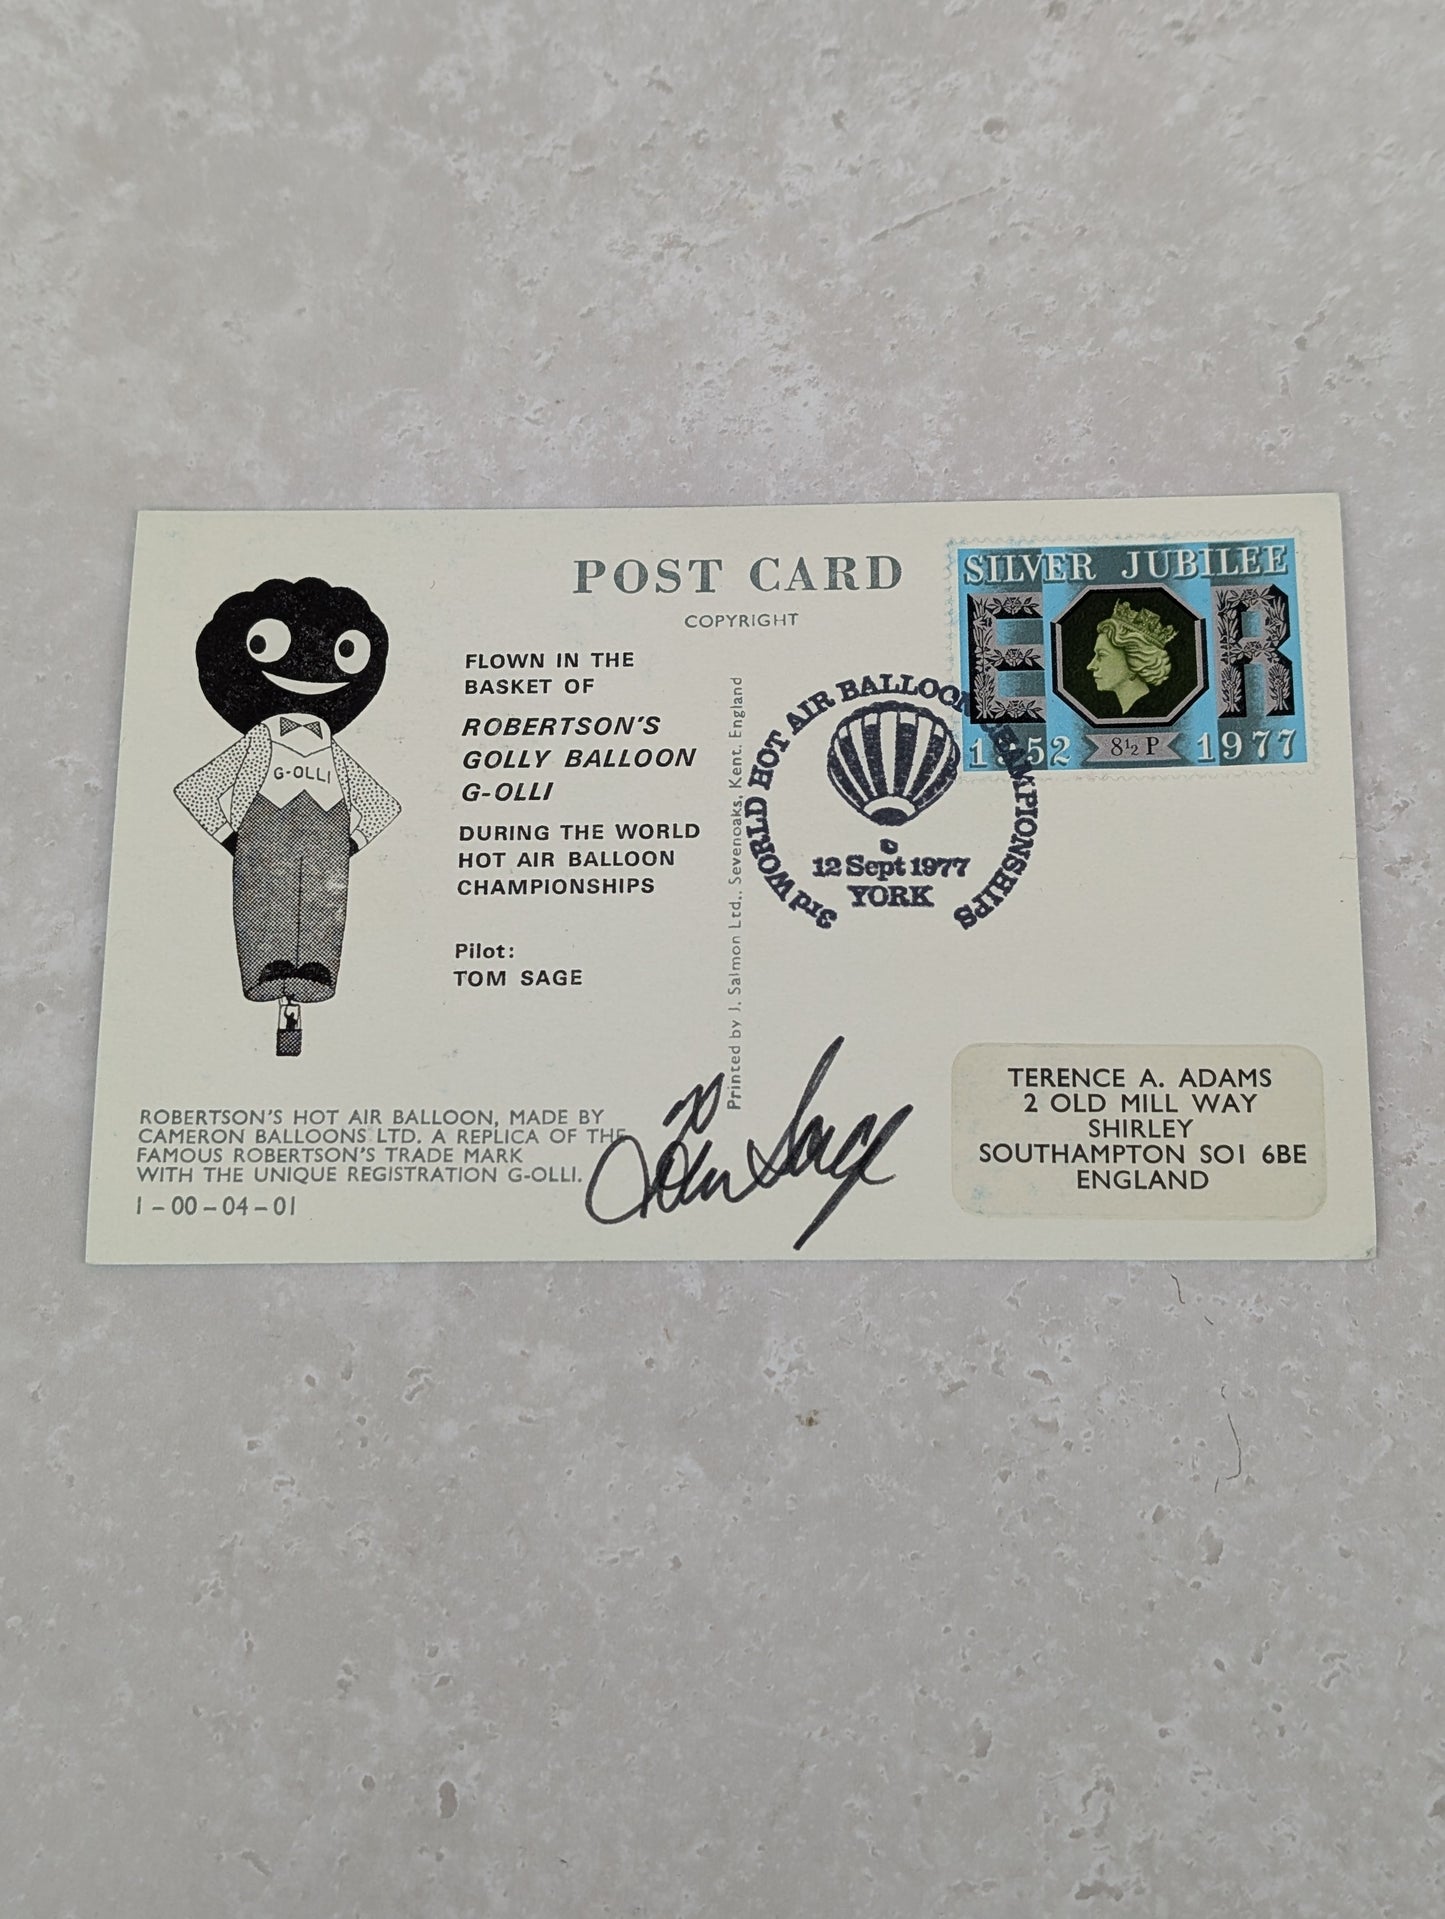 POST CARD
COPYRIGHT
FLOWN IN THE
BASKET OF
ROBERTSON'S
GOLLY BALLOON
G-OLLI
DURING THE WORLD
HOT AIR BALLOON
CHAMPIONSHIPS
Pilot:
TOM SAGE
G-OLLI
ROBERTSON'S HOT AIR BALLOON, MADE BY
CAMERON BALLOONS LTD. A REPLICA OF THE
FAMOUS ROBERTSON'S TRADE MARK
WITH THE UNIQUE REGISTRATION G-OLLI.
1-00-04-01
Printed by J. Salmon Ltd., Sevenoaks, Kent. England
SILVER JUBILEE
E R
1952 8½ P 1977
3rd WORLD HOT AIR BALLOON CHAMPIONSHIPS
12 Sept 1977
YORK
Tom Sage
TERENCE A. ADAMS
2 OLD MILL WAY
SHIRLEY
SOUTHAMPTON SO1 6BE
ENGLAND